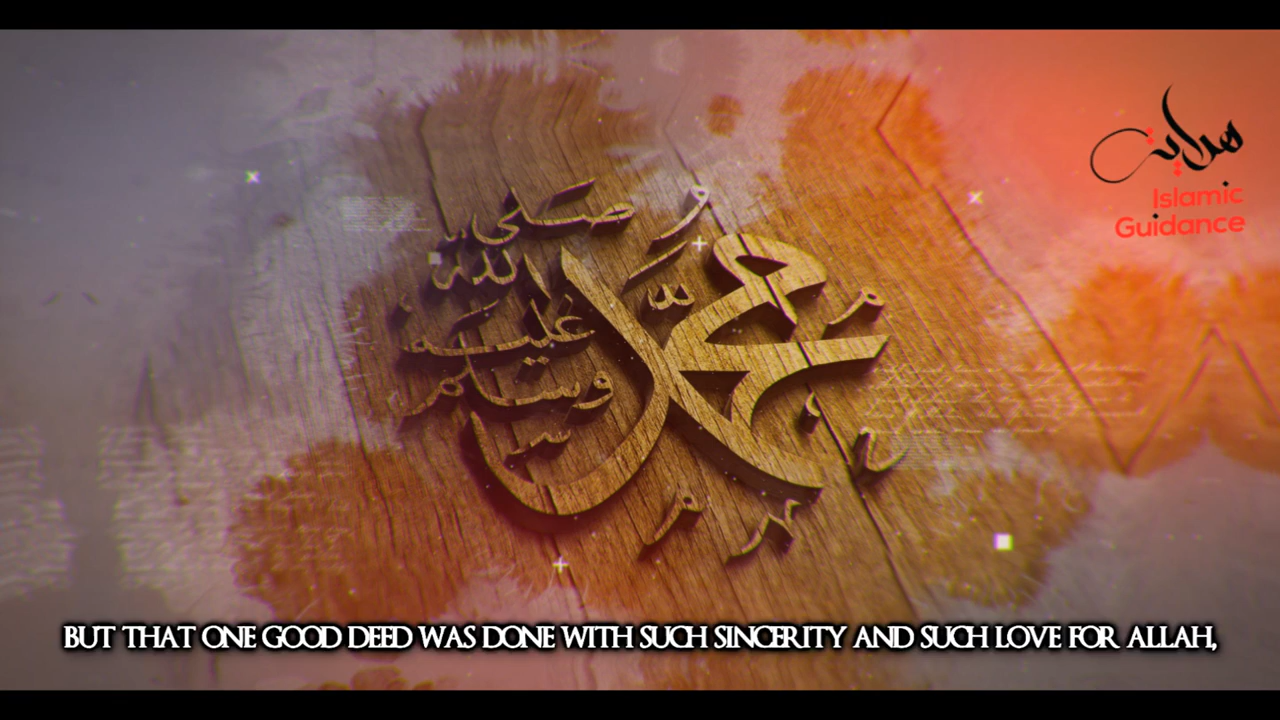 هداية
Islamic
Guidance
محمد
و صلى
الله
عليه
وسلم
BUT THAT ONE GOOD DEED WAS DONE WITH SUCH SINCERITY AND SUCH LOVE FOR ALLAH,